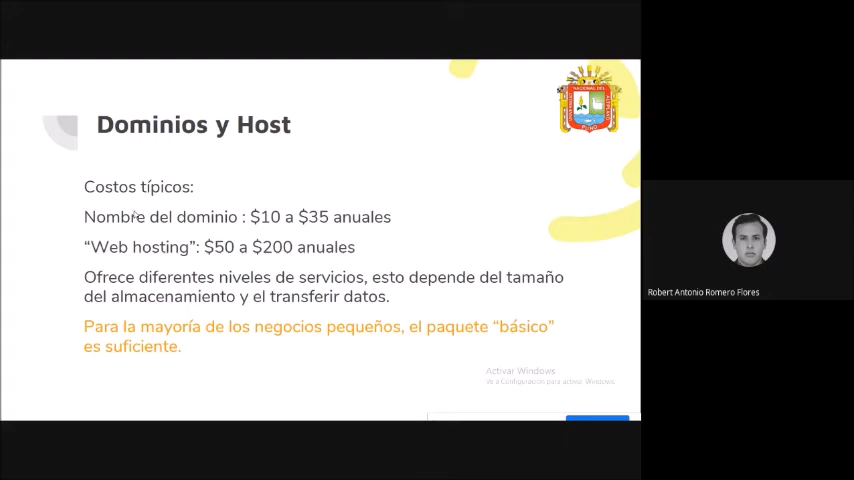 Dominios y Host
Costos típicos:
Nombre del dominio : $10 a $35 anuales
“Web hosting”: $50 a $200 anuales
Ofrece diferentes niveles de servicios, esto depende del tamaño
del almacenamiento y el transferir datos.
Para la mayoría de los negocios pequeños, el paquete “básico”
es suficiente.
Activar Windows
Ve a Configuración para activar Windows.
Robert Antonio Romero Flores
PUNO